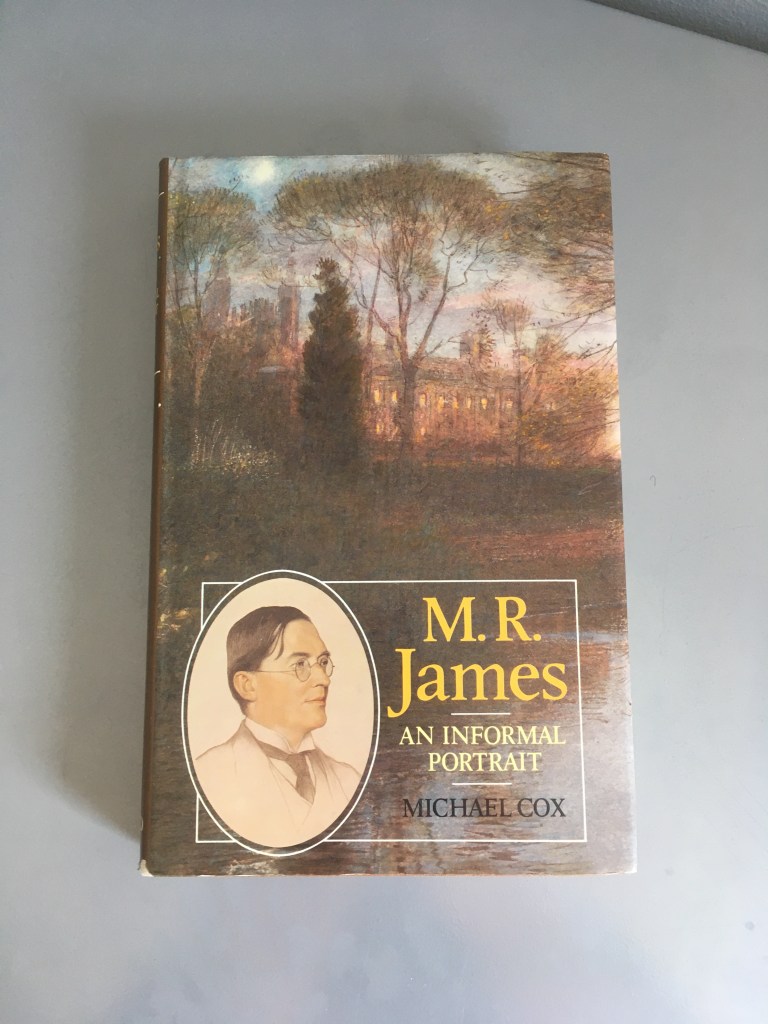 M. R.
James
AN INFORMAL
PORTRAIT
MICHAEL COX